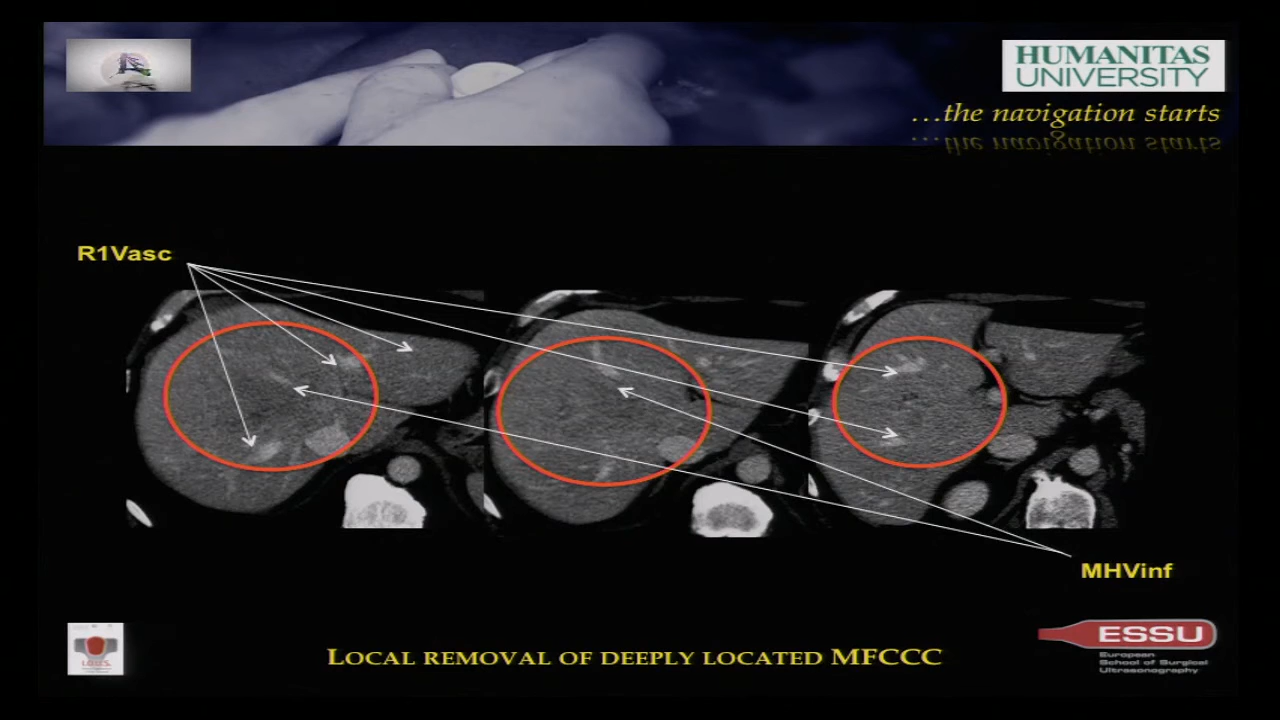 HUMANITAS
UNIVERSITY
...the navigation starts
R1Vasc
MHVinf
LOCAL REMOVAL OF DEEPLY LOCATED MFCCC
ESSU
European
School of Surgical
Ultrasonography